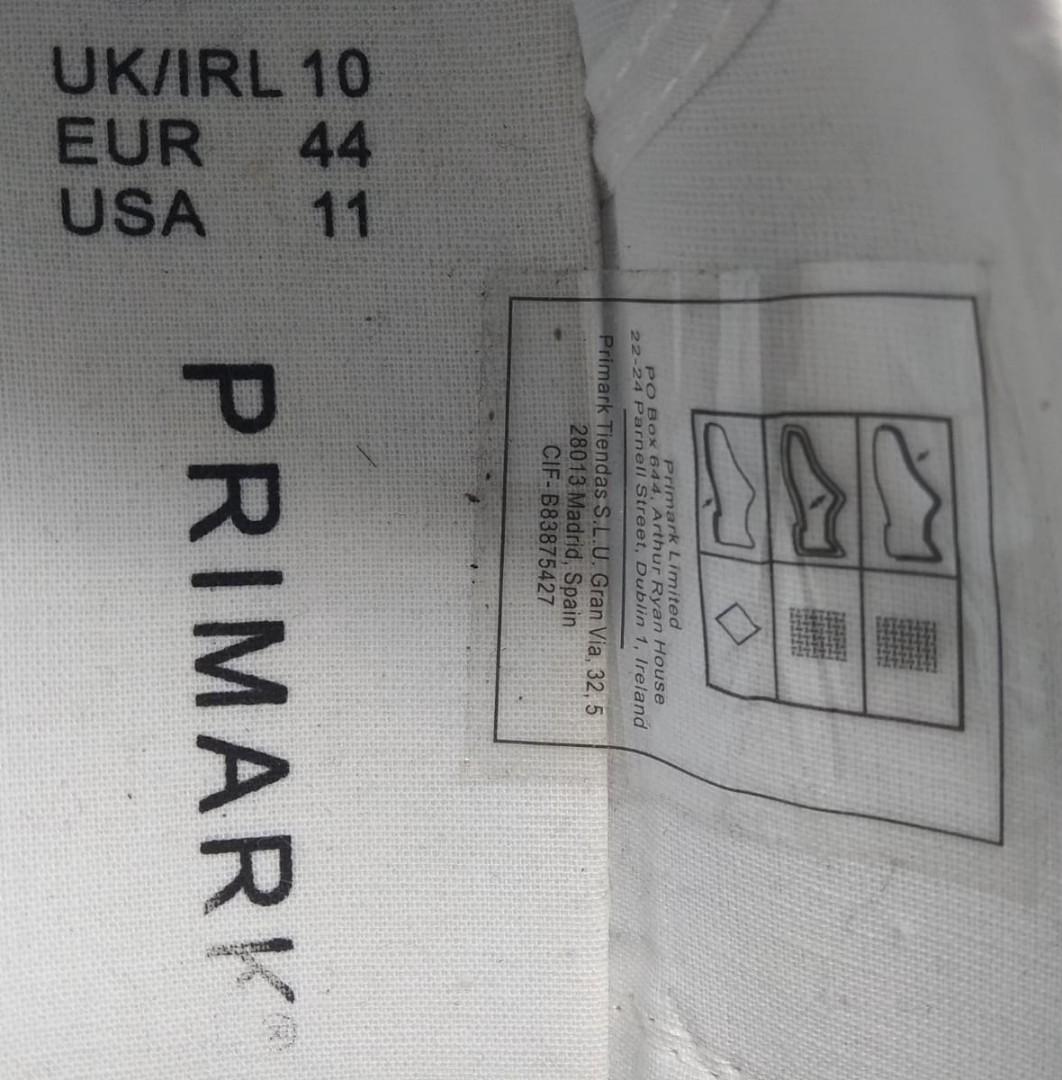 UK/IRL 10
EUR 44
USA 11
PRIMARK®
Primark Limited
PO Box 644, Arthur Ryan House
22-24 Parnell Street, Dublin 1, Ireland
Primark Tiendas S.L.U. Gran Via, 32, 5
28013 Madrid, Spain
CIF- B83875427